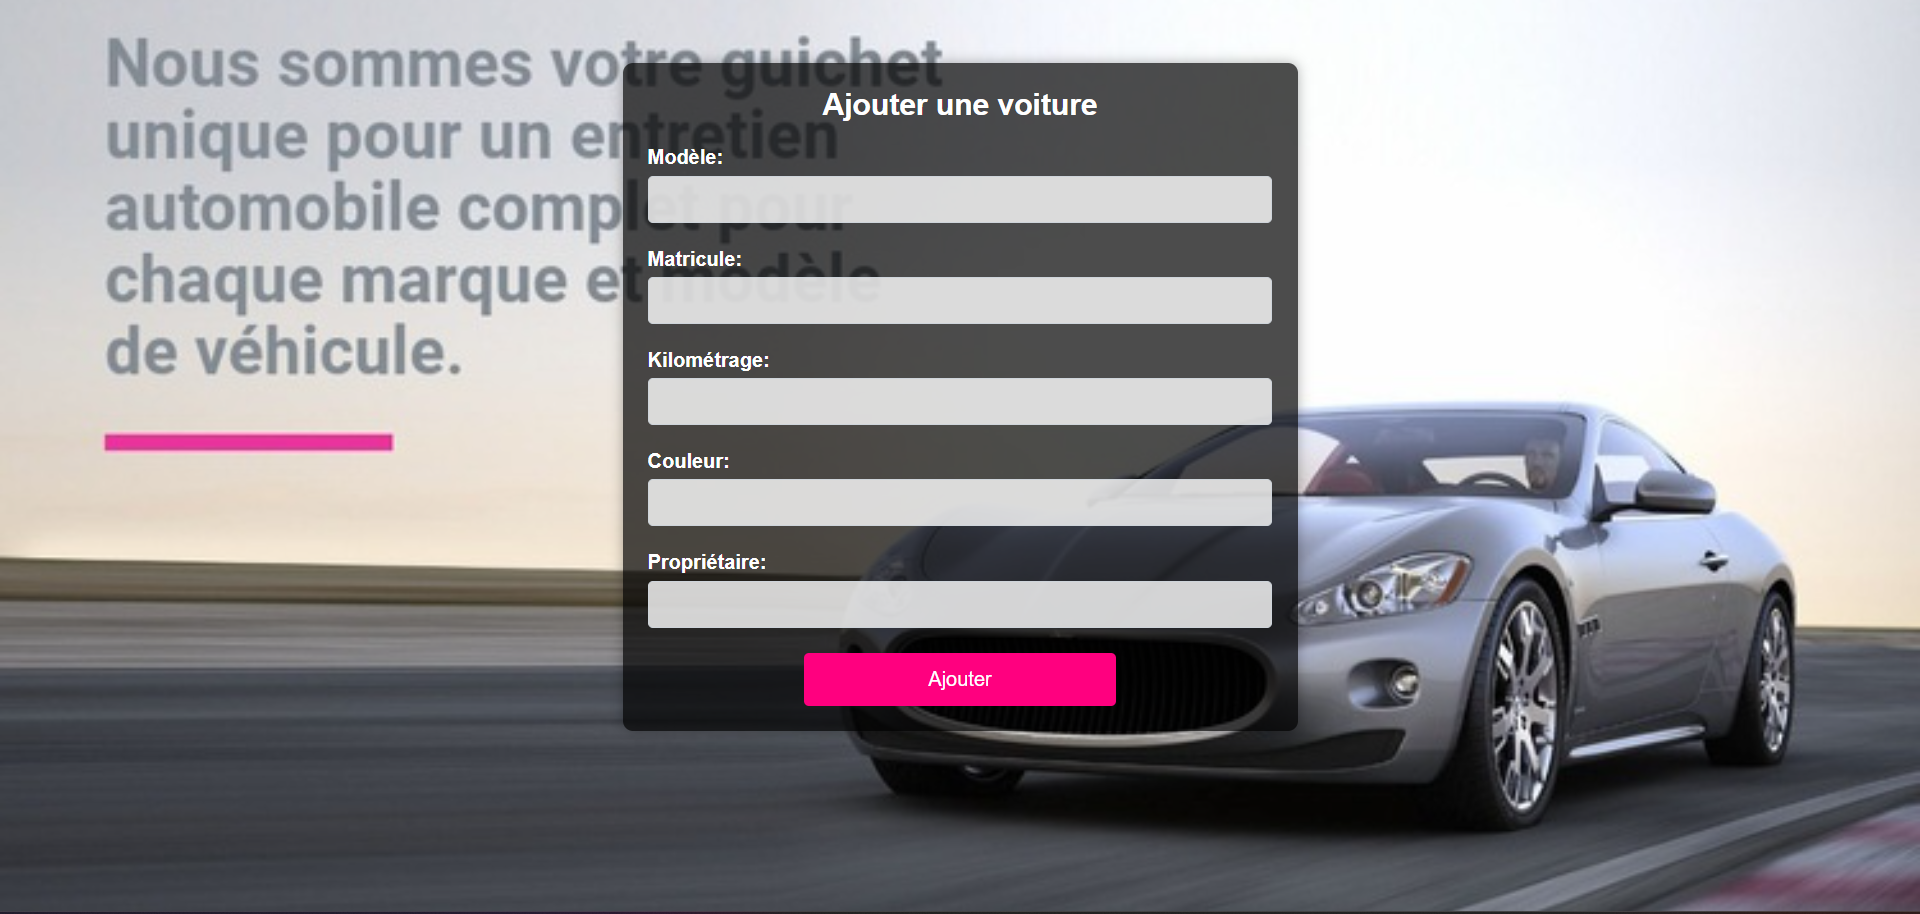 Nous sommes votre guichet
unique pour un entretien
automobile complet pour
chaque marque et modèle
de véhicule.
Ajouter une voiture
Modèle:
Matricule:
Kilométrage:
Couleur:
Propriétaire:
Ajouter